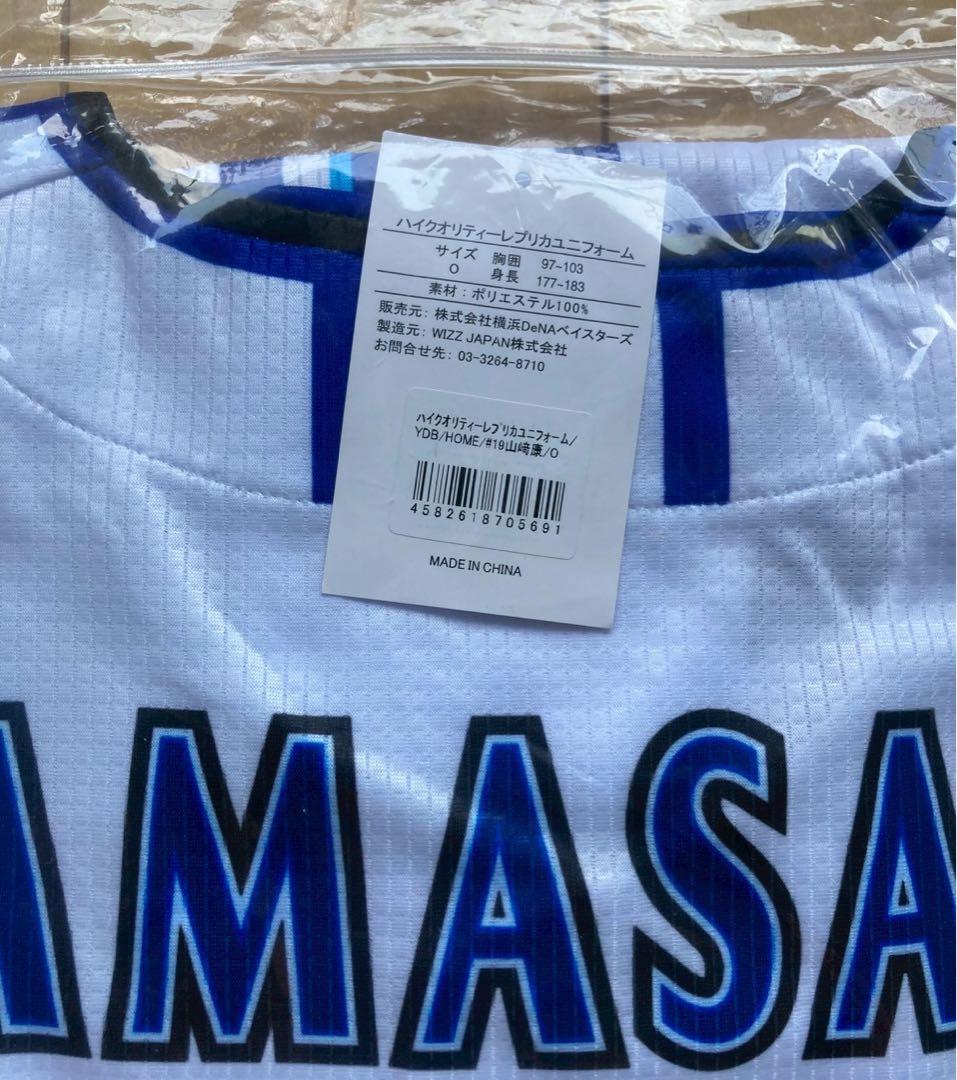 ハイクオリティーレプリカユニフォーム
サイズ 胸囲 97~103
O 身長 177~183
素材：ポリエステル100%
販売元：株式会社横浜DeNAベイスターズ
製造元：WIZZ JAPAN株式会社
お問合せ先：03-3264-8710
ハイクオリティーレプリカユニフォーム/
YDB/HOME/#19山﨑康/O
4582618705691
MADE IN CHINA
AMASA